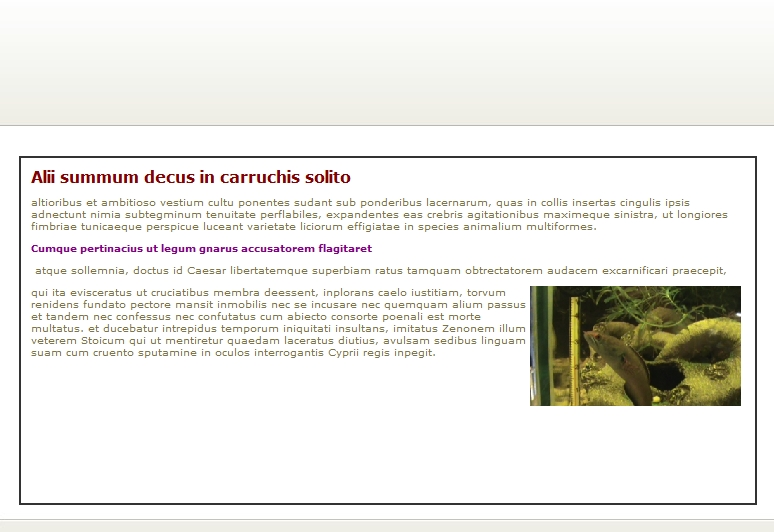 Alii summum decus in carruchis solito
altioribus et ambitioso vestium cultu ponentes sudant sub ponderibus lacernarum, quas in collis insertas cingulis ipsis
adnectunt nimia subtegminum tenuitate perflabiles, expandentes eas crebris agitationibus maximeque sinistra, ut longiores
fimbriae tunicaeque perspicue luceant varietate liciorum effigiatae in species animalium multiformes.
Cumque pertinacius ut legum gnarus accusatorem flagitaret
atque sollemnia, doctus id Caesar libertatemque superbiam ratus tamquam obtrectatorem audacem excarnificari praecepit,
qui ita evisceratus ut cruciatibus membra deessent, inplorans caelo iustitiam, torvum
renidens fundato pectore mansit inmobilis nec se incusare nec quemquam alium passus
et tandem nec confessus nec confutatus cum abiecto consorte poenali est morte
multatus. et ducebatur intrepidus temporum iniquitati insultans, imitatus Zenonem illum
veterem Stoicum qui ut mentiretur quaedam laceratus diutius, avulsam sedibus linguam
suam cum cruento sputamine in oculos interrogantis Cyprii regis inpegit.